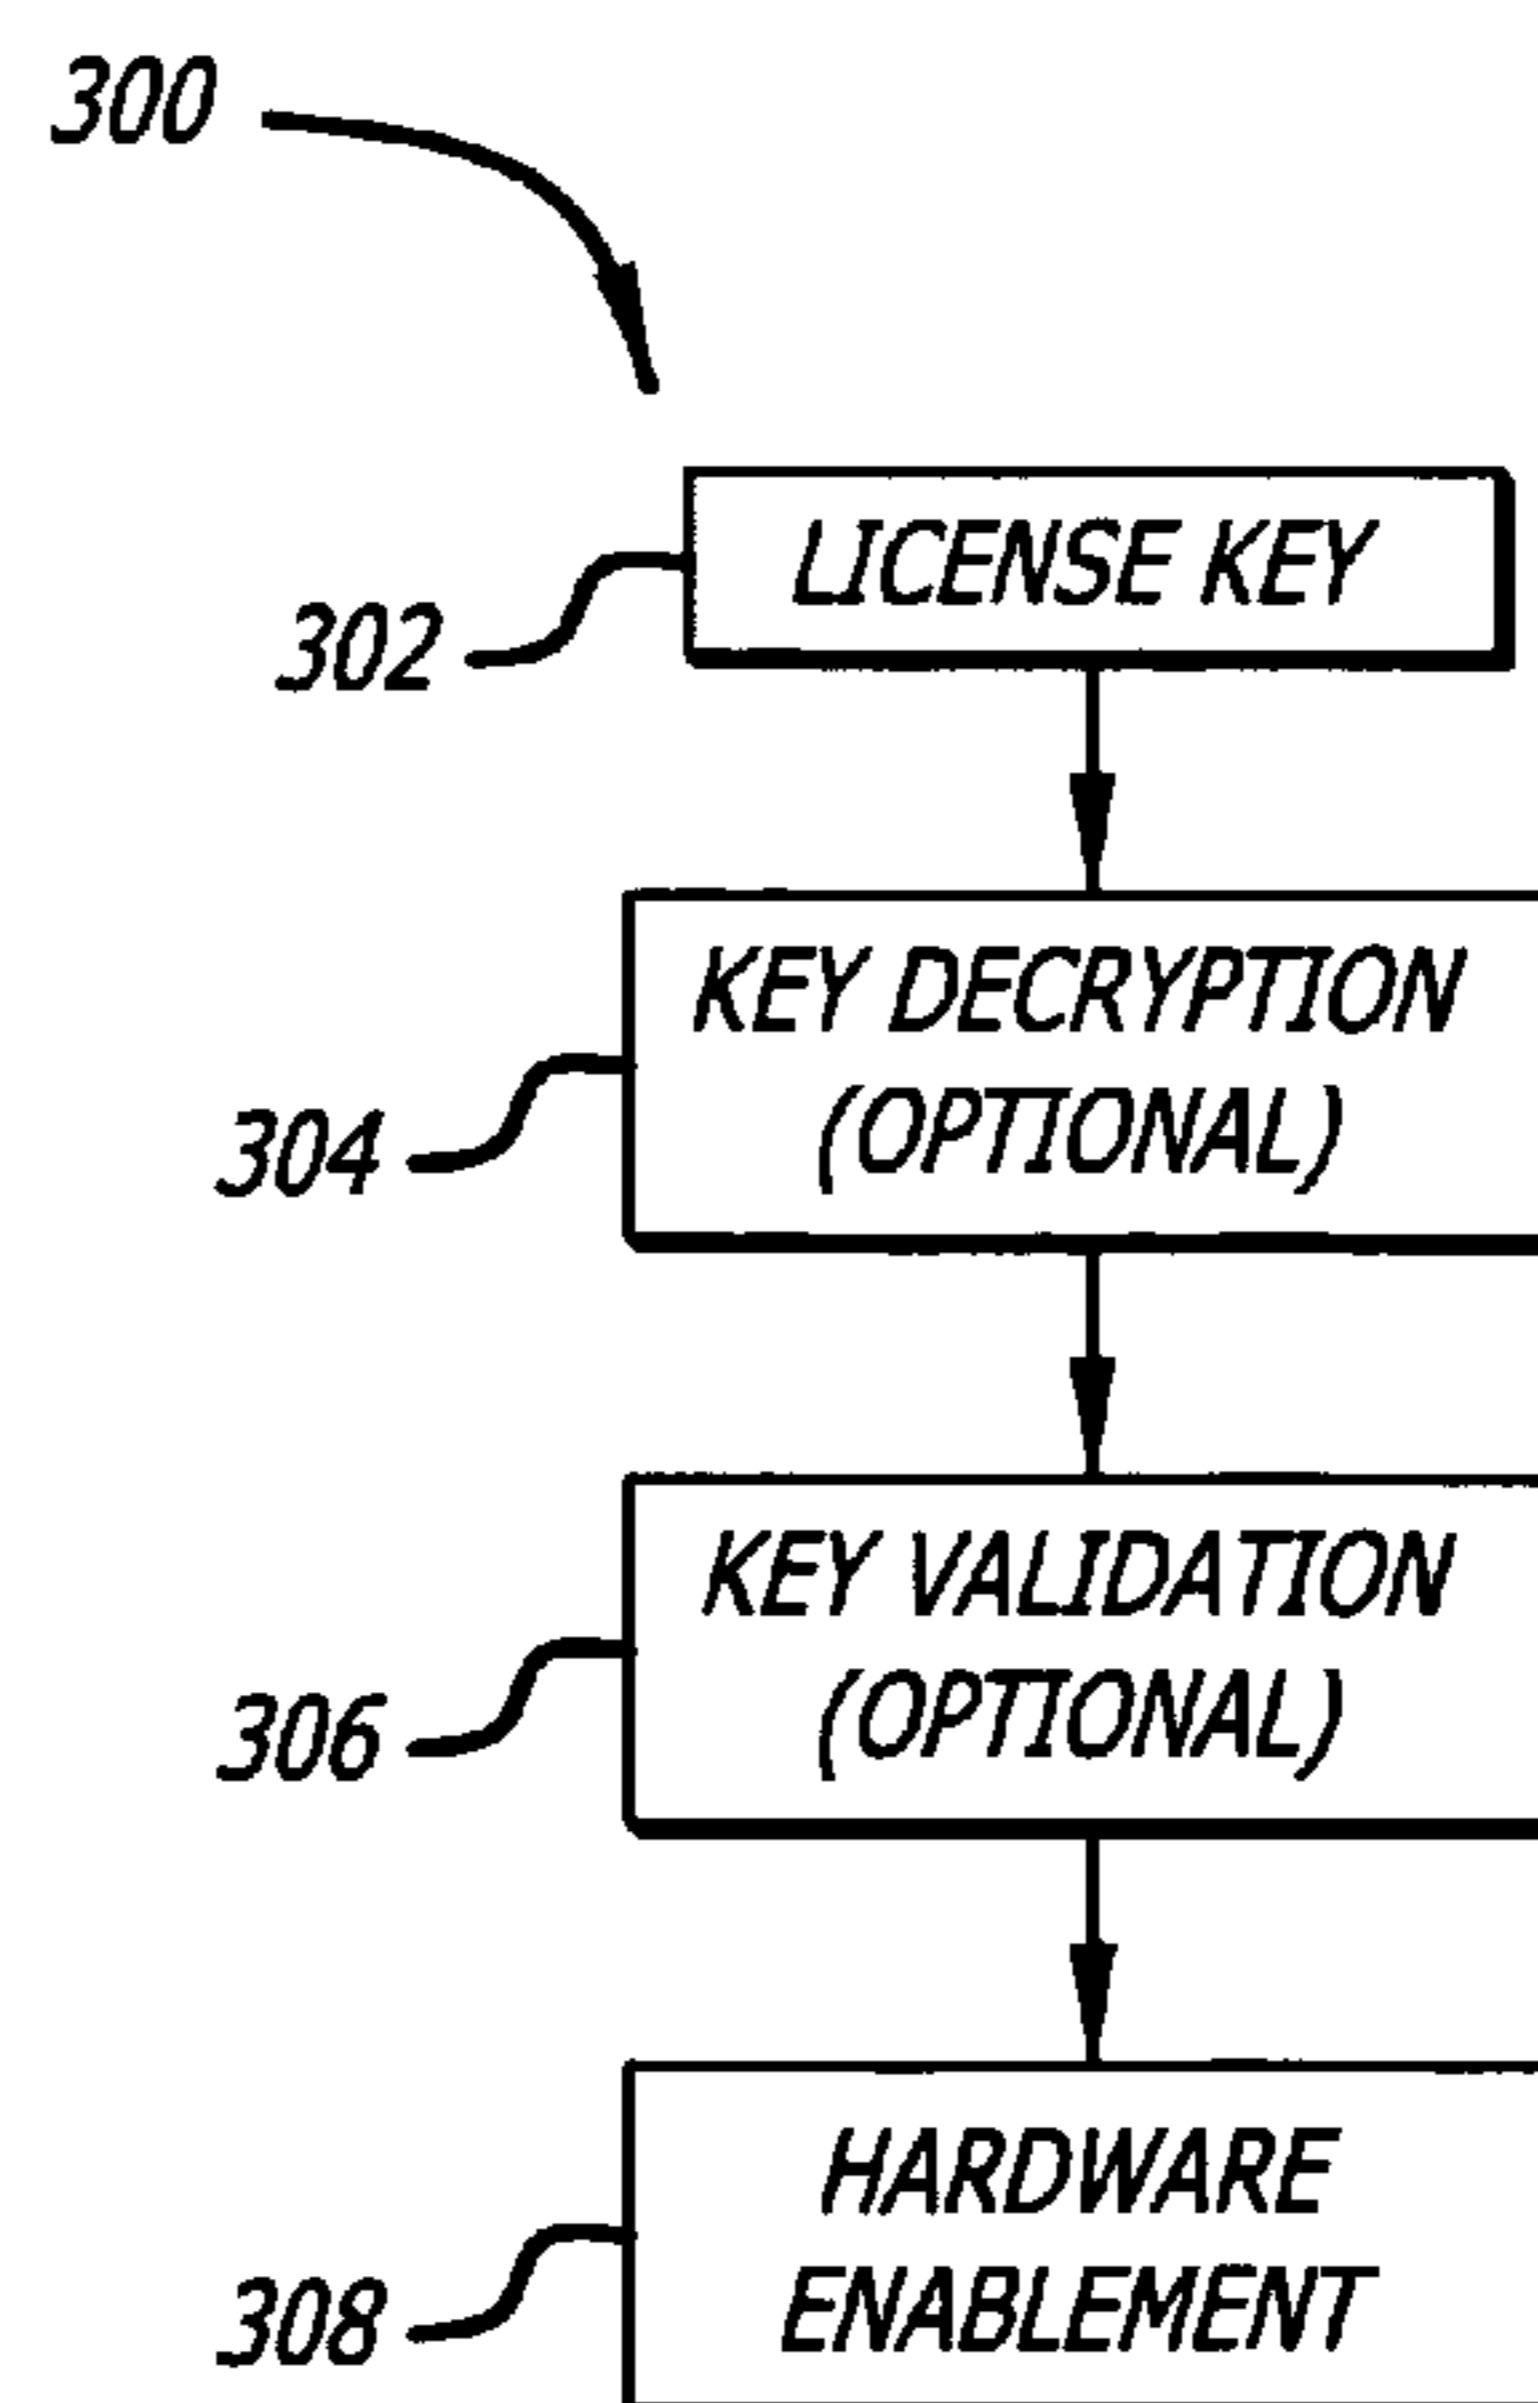 300
LICENSE KEY
302
KEY DECRYPTION
(OPTIONAL)
304
KEY VALIDATION
(OPTIONAL)
306
HARDWARE
ENABLEMENT
308